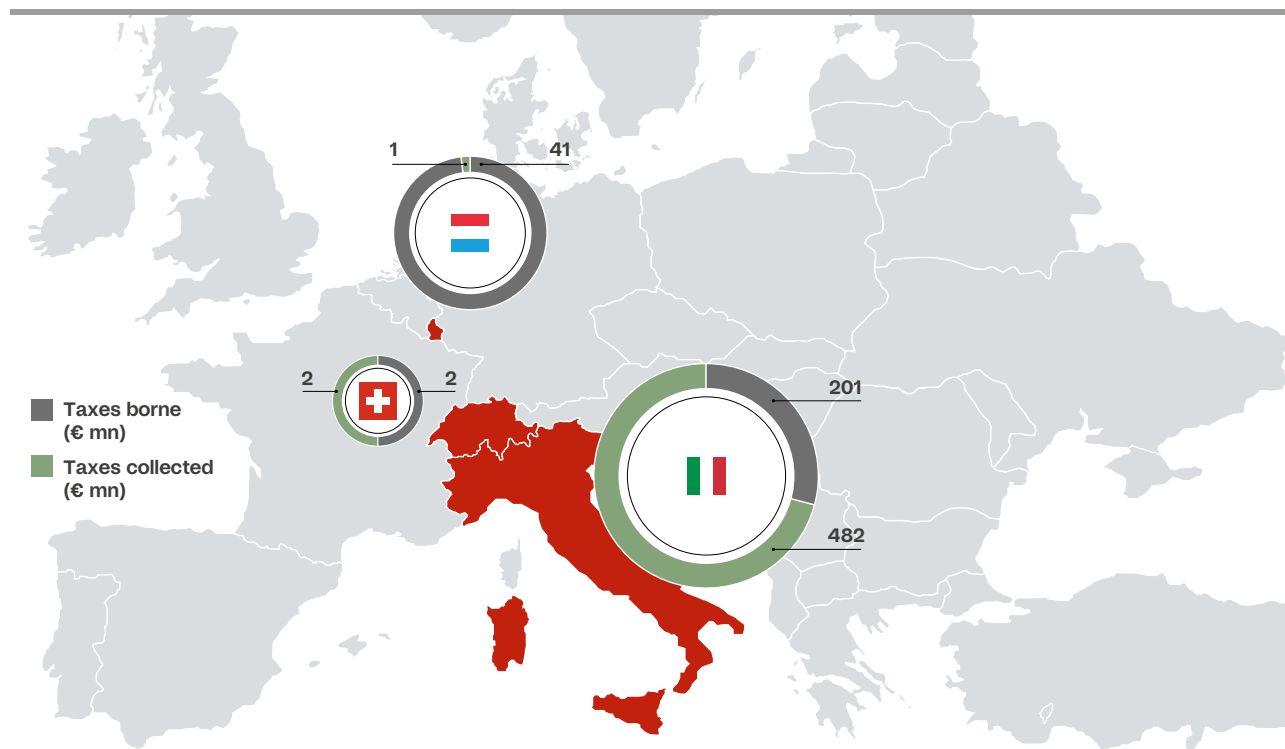 1
41
2
2
201
Taxes borne
(€ mn)
Taxes collected
(€ mn)
482